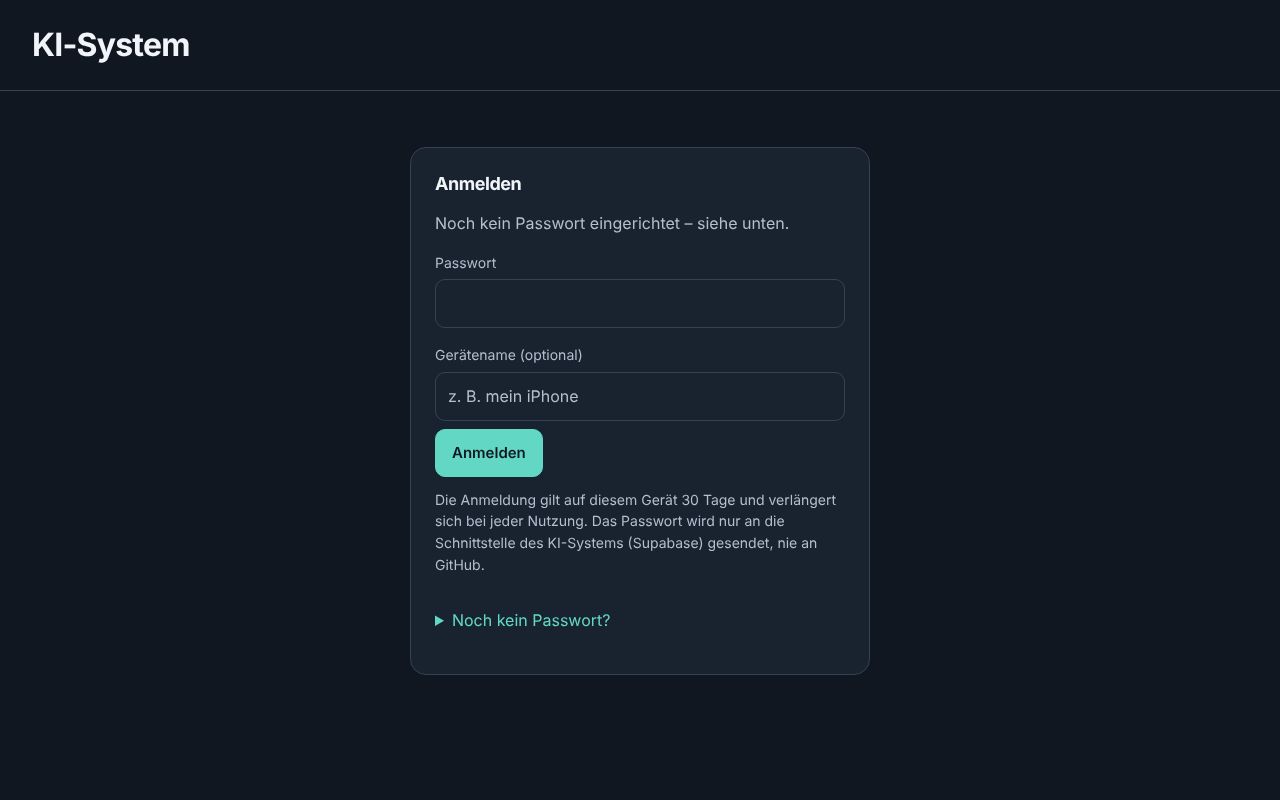 KI-System
Anmelden
Noch kein Passwort eingerichtet – siehe unten.
Passwort
Gerätename (optional)
z. B. mein iPhone
Anmelden
Die Anmeldung gilt auf diesem Gerät 30 Tage und verlängert
sich bei jeder Nutzung. Das Passwort wird nur an die
Schnittstelle des KI-Systems (Supabase) gesendet, nie an
GitHub.
Noch kein Passwort?